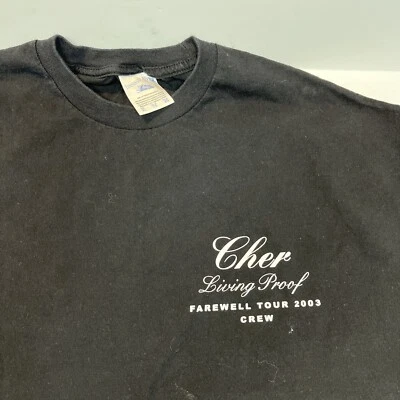 Cher
Living Proof
FAREWELL TOUR 2003
CREW